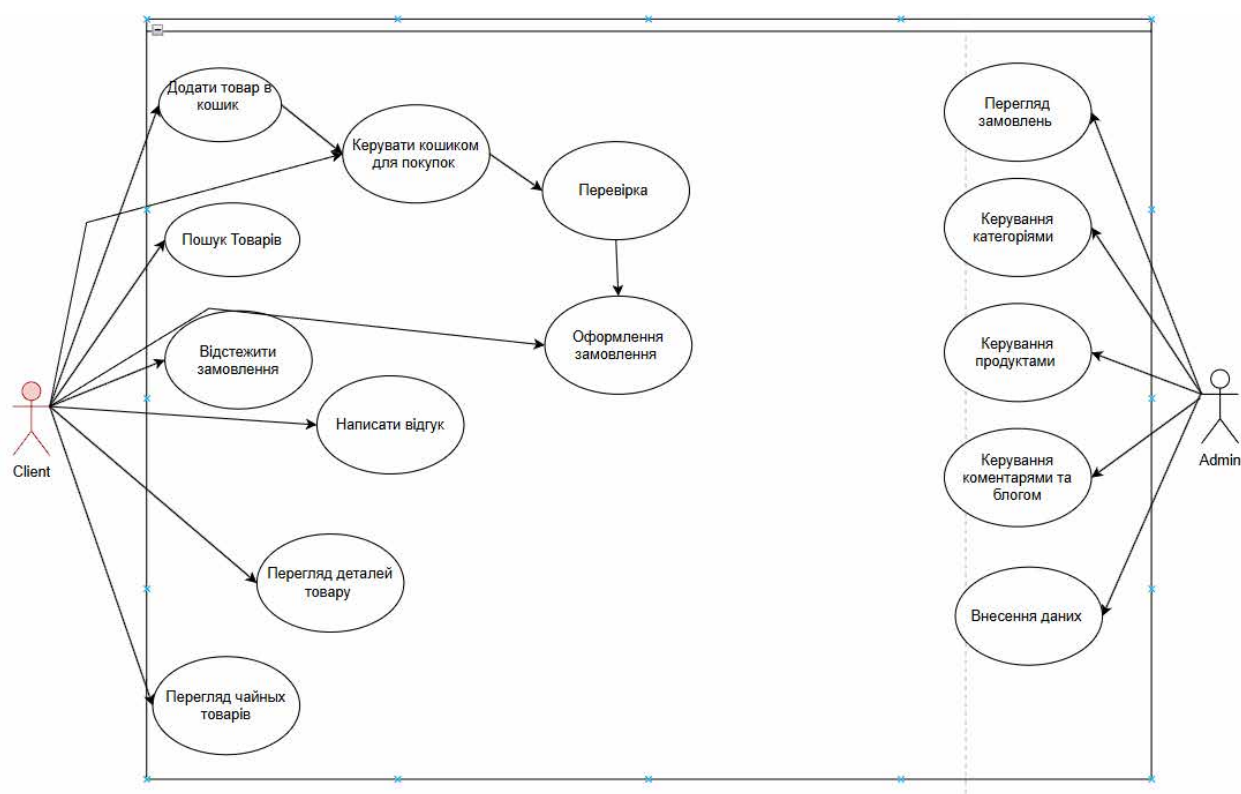 Додати товар в
кошик
Керувати кошиком
для покупок
Перевірка
Пошук Товарів
Відстежити
замовлення
Оформлення
замовлення
Написати відгук
Client
Перегляд деталей
товару
Перегляд чайных
товарів
Перегляд
замовлень
Керування
категоріями
Керування
продуктами
Керування
коментарями та
блогом
Admin
Внесення даних